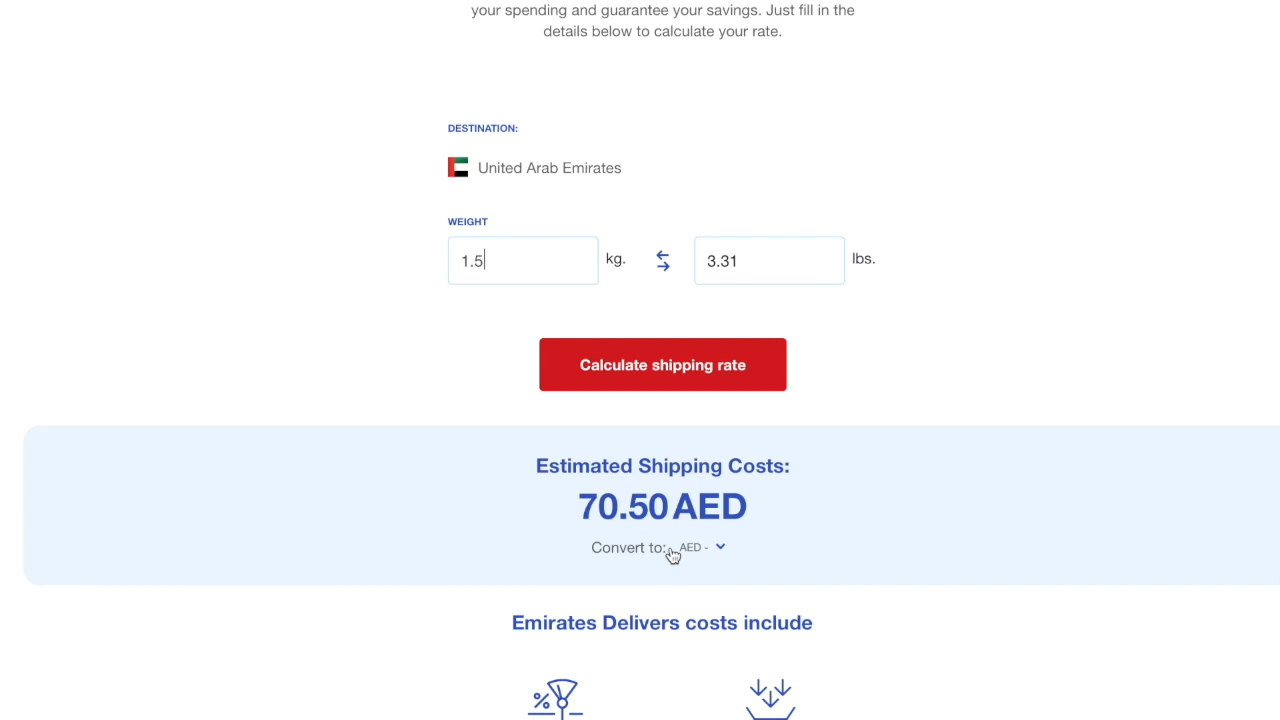 your spending and guarantee your savings. Just fill in the
details below to calculate your rate.
DESTINATION:
United Arab Emirates
WEIGHT
1.5 kg. 3.31 lbs.
Calculate shipping rate
Estimated Shipping Costs:
70.50 AED
Convert to: AED -
Emirates Delivers costs include
%